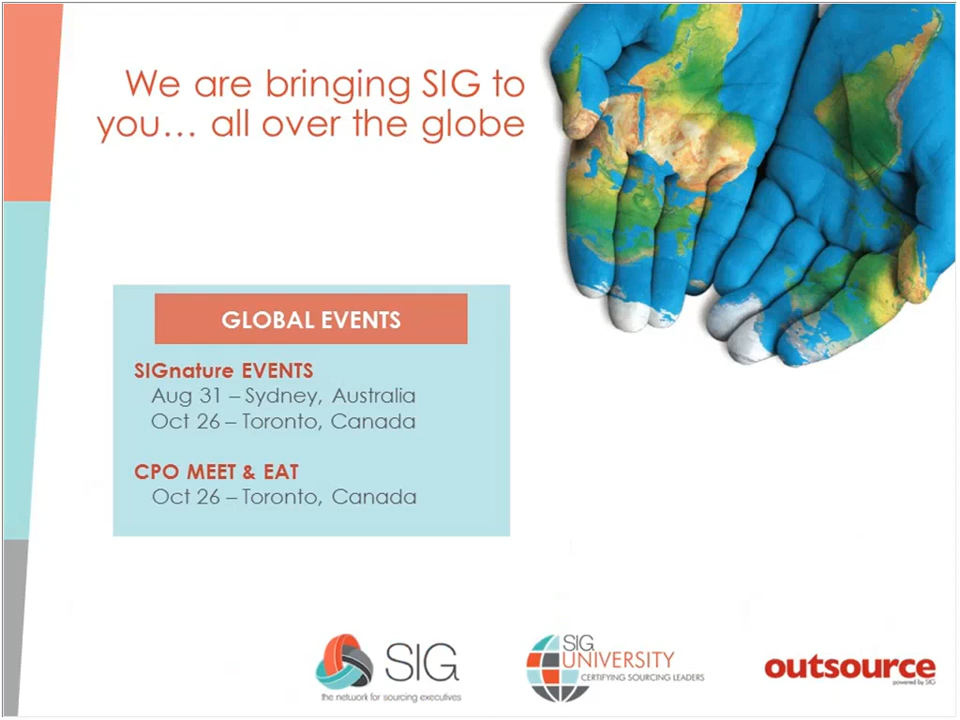 We are bringing SIG to
you… all over the globe
GLOBAL EVENTS
SIGnature EVENTS
Aug 31 – Sydney, Australia
Oct 26 – Toronto, Canada
CPO MEET & EAT
Oct 26 – Toronto, Canada
SIG
the network for sourcing executives
SIG
UNIVERSITY
CERTIFYING SOURCING LEADERS
outsource
powered by SIG